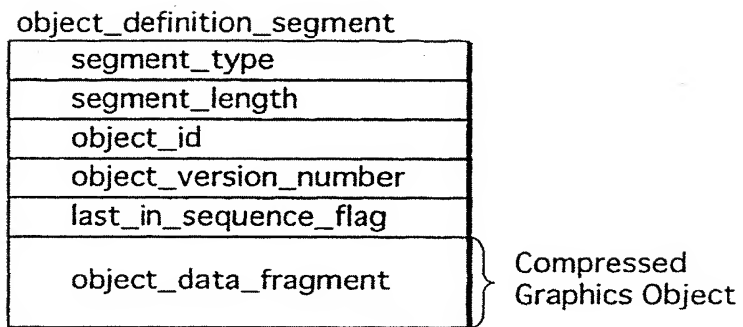 object_definition_segment
segment_type
segment_length
object_id
object_version_number
last_in_sequence_flag
object_data_fragment
Compressed
Graphics Object